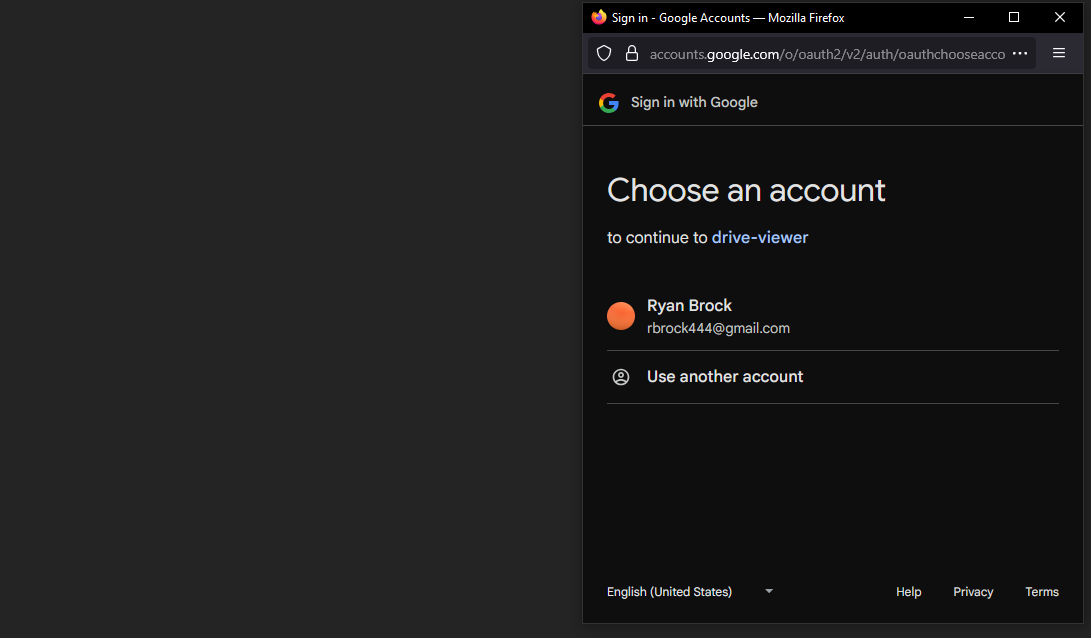 Sign in - Google Accounts — Mozilla Firefox
accounts.google.com/o/oauth2/v2/auth/oauthchooseacco
Sign in with Google
Choose an account
to continue to drive-viewer
Ryan Brock
rbrock444@gmail.com
Use another account
English (United States) Help Privacy Terms